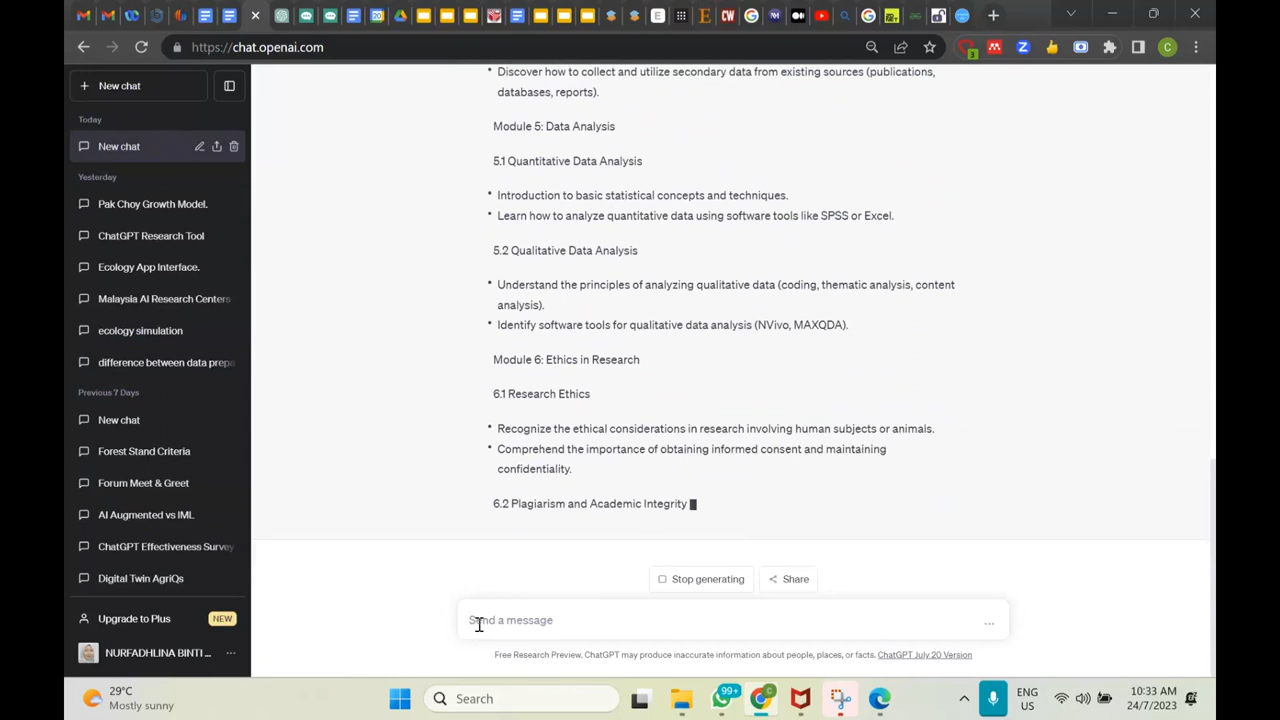 https://chat.openai.com
New chat
Today
New chat
Yesterday
Pak Choy Growth Model.
ChatGPT Research Tool
Ecology App Interface.
Malaysia AI Research Centers
ecology simulation
difference between data prepa
Previous 7 Days
New chat
Forest Stand Criteria
Forum Meet & Greet
AI Augmented vs IML
ChatGPT Effectiveness Survey
Digital Twin AgriQs
Upgrade to Plus NEW
NURFADHLINA BINTI ...
• Discover how to collect and utilize secondary data from existing sources (publications,
databases, reports).
Module 5: Data Analysis
5.1 Quantitative Data Analysis
• Introduction to basic statistical concepts and techniques.
• Learn how to analyze quantitative data using software tools like SPSS or Excel.
5.2 Qualitative Data Analysis
• Understand the principles of analyzing qualitative data (coding, thematic analysis, content
analysis).
• Identify software tools for qualitative data analysis (NVivo, MAXQDA).
Module 6: Ethics in Research
6.1 Research Ethics
• Recognize the ethical considerations in research involving human subjects or animals.
• Comprehend the importance of obtaining informed consent and maintaining
confidentiality.
6.2 Plagiarism and Academic Integrity
Stop generating Share
Send a message
Free Research Preview. ChatGPT may produce inaccurate information about people, places, or facts. ChatGPT July 20 Version
29°C
Mostly sunny
Search
99+
ENG
US
10:33 AM
24/7/2023